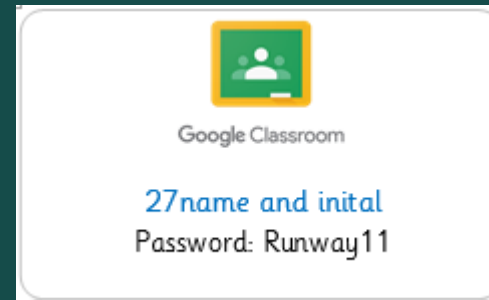 Google Classroom
27name and inital
Password: Runway11